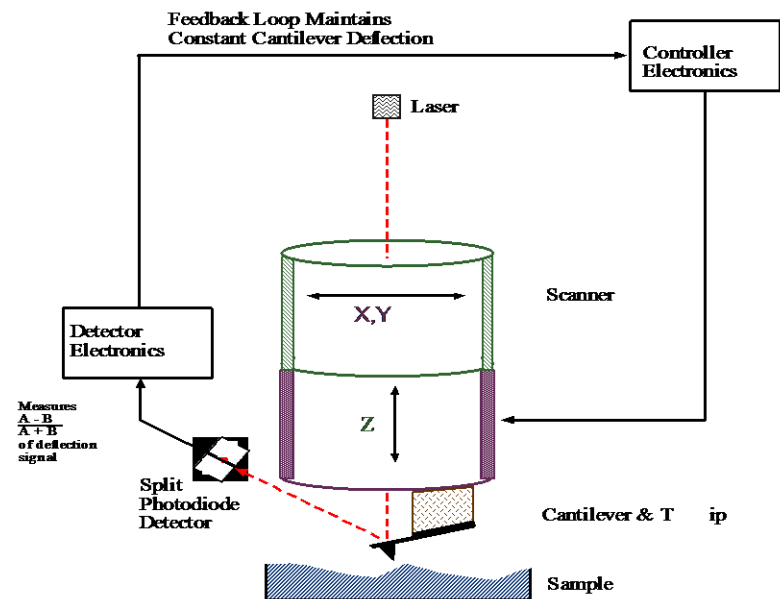 Feedback Loop Maintains
Constant Cantilever Deflection
Controller
Electronics
Laser
X,Y
Scanner
Detector
Electronics
Measures
A - B
A + B
of deflection
signal
Z
Split
Photodiode
Detector
Cantilever & T ip
Sample